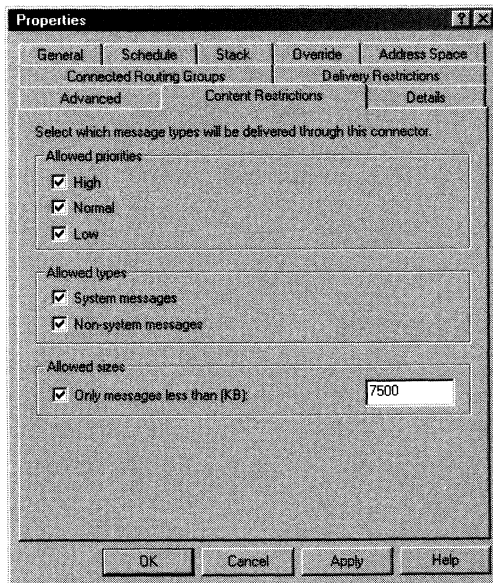 Properties
General Schedule Stack Override Address Space
Connected Routing Groups Delivery Restrictions
Advanced Content Restrictions Details
Select which message types will be delivered through this connector.
Allowed priorities
High
Normal
Low
Allowed types
System messages
Non-system messages
Allowed sizes
Only messages less than (KB): 7500
OK Cancel Apply Help